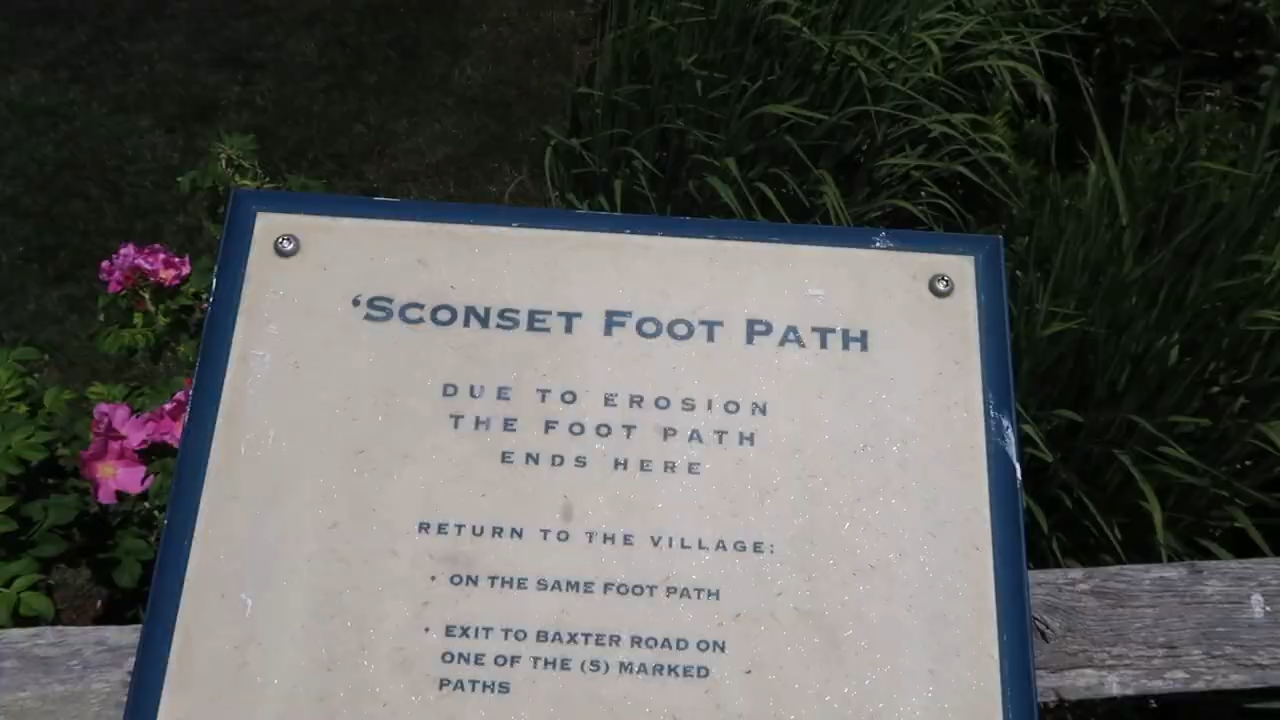 ‘SCONSET FOOT PATH
DUE TO EROSION
THE FOOT PATH
ENDS HERE
RETURN TO THE VILLAGE:
• ON THE SAME FOOT PATH
• EXIT TO BAXTER ROAD ON
ONE OF THE (5) MARKED
PATHS